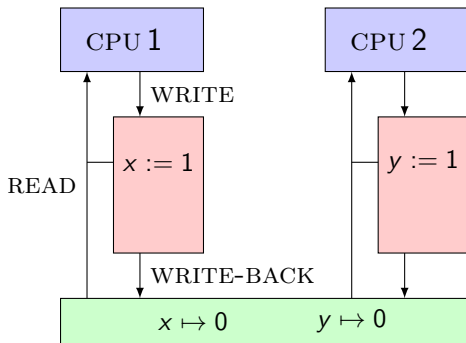 CPU 1 CPU 2
WRITE
x := 1 y := 1
READ
WRITE-BACK
x ↦ 0 y ↦ 0